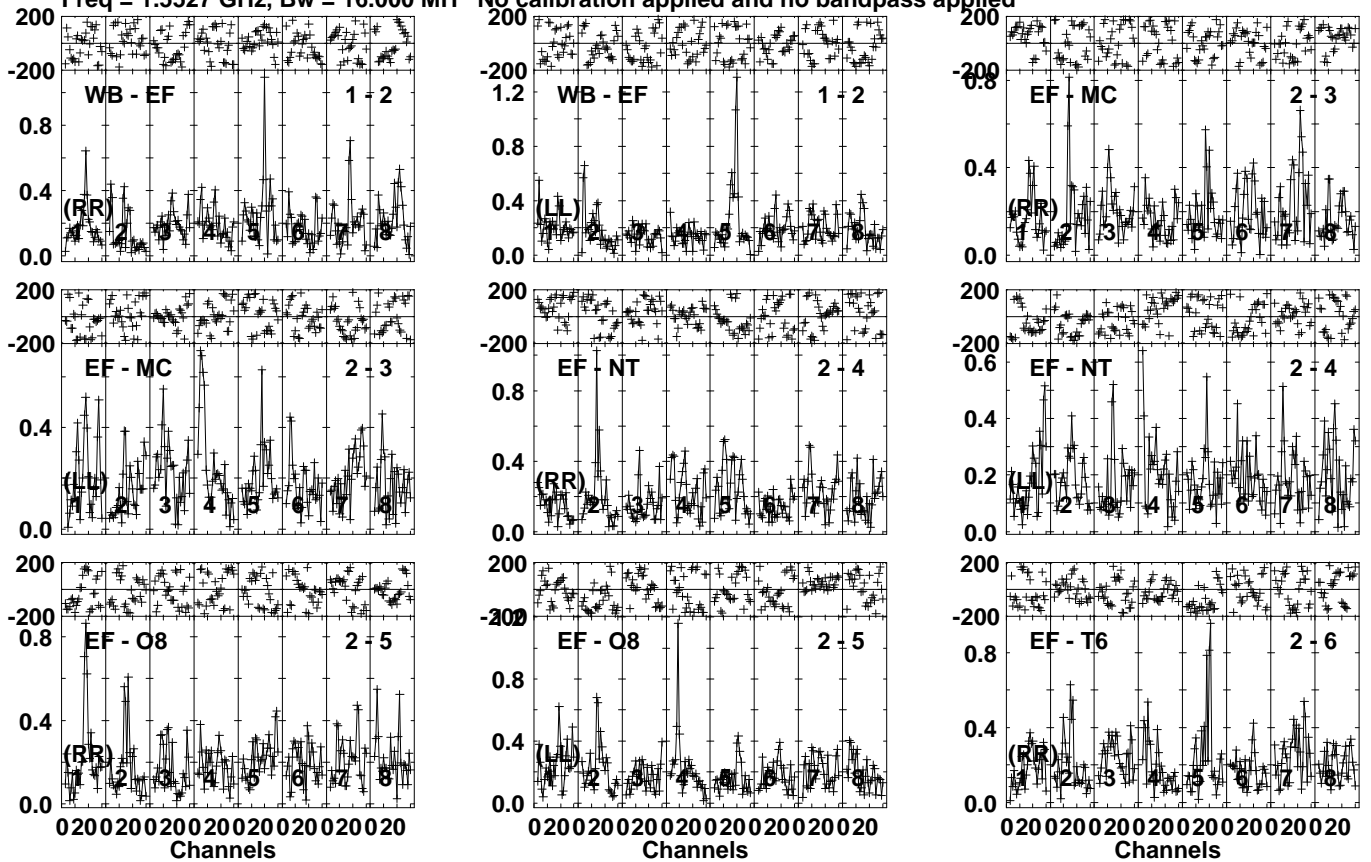 Freq = 1.5527 GHz, Bw = 16.000 MH No calibration applied and no bandpass applied
200 200 200
-200 -200 -200
WB - EF 1 - 2 WB - EF 1 - 2 EF - MC 2 - 3
0.8 1.2 0.8
0.4 0.8 0.4
0.0 0.4 0.0
0.0
(RR) (LL) (RR)
1 2 3 4 5 6 7 8 1 2 3 4 5 6 7 8 1 2 3 4 5 6 7 8
200 200 200
-200 -200 -200
EF - MC 2 - 3 EF - NT 2 - 4 EF - NT 2 - 4
0.4 0.8 0.6
0.0 0.4 0.4
0.0 0.2
0.0
(LL) (RR) (LL)
1 2 3 4 5 6 7 8 1 2 3 4 5 6 7 8 1 2 3 4 5 6 7 8
200 200 200
-200 -200 -200
EF - O8 2 - 5 EF - O8 2 - 5 EF - T6 2 - 6
0.8 1.2 0.8
0.4 0.8 0.4
0.0 0.4 0.0
0.0
(RR) (LL) (RR)
1 2 3 4 5 6 7 8 1 2 3 4 5 6 7 8 1 2 3 4 5 6 7 8
0 20 0 20 0 20 0 20 0 20 0 20 0 20 0 20 0 20 0 20 0 20 0 20 0 20 0 20 0 20 0 20 0 20 0 20 0 20 0 20 0 20 0 20 0 20 0 20
Channels Channels Channels